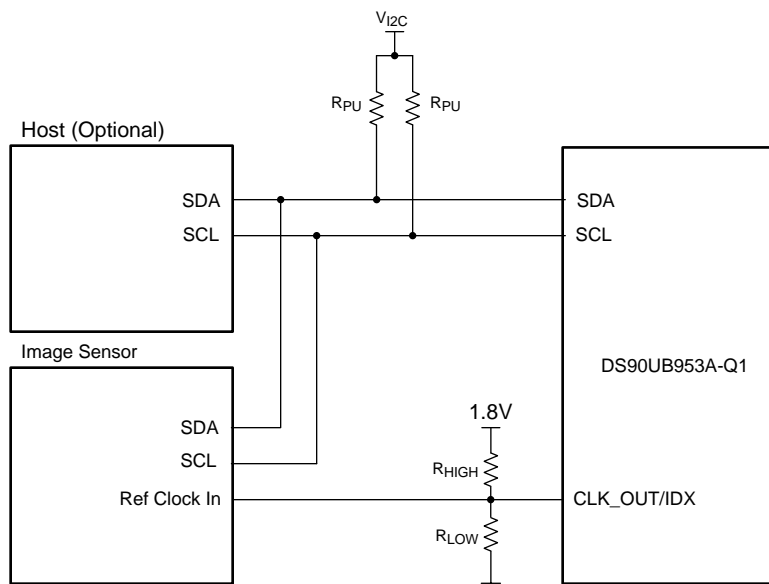 V_I2C
R_PU
R_PU
Host (Optional)
SDA
SCL
SDA
SCL
Image Sensor
DS90UB953A-Q1
SDA
SCL
Ref Clock In
1.8V
R_HIGH
R_LOW
CLK_OUT/IDX